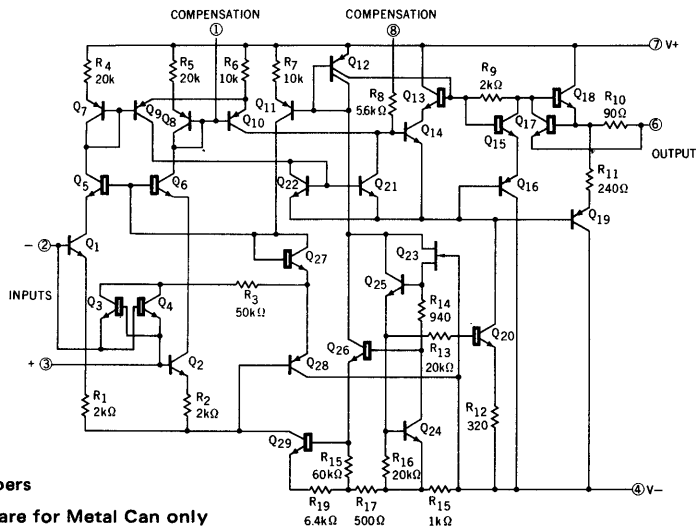 COMPENSATION
①
COMPENSATION
⑧
⑦ V+
R4
20k
R5
20k
R6
10k
R7
10k
Q12
R8
5.6kΩ
Q13
R9
2kΩ
Q18
R10
90Ω
⑥
OUTPUT
Q7
Q9
Q8
Q10
Q11
Q14
Q15
Q17
R11
240Ω
Q5
Q6
Q22
Q21
Q16
Q19
− ②
Q1
Q27
Q23
INPUTS
Q3
Q4
R3
50kΩ
Q25
R14
940
+ ③
Q2
Q28
Q26
R13
20kΩ
Q20
R1
2kΩ
R2
2kΩ
R12
320
Q29
Q24
R15
60kΩ
R16
20kΩ
④ V−
R19
6.4kΩ
R17
500Ω
R15
1kΩ
bers
are for Metal Can only